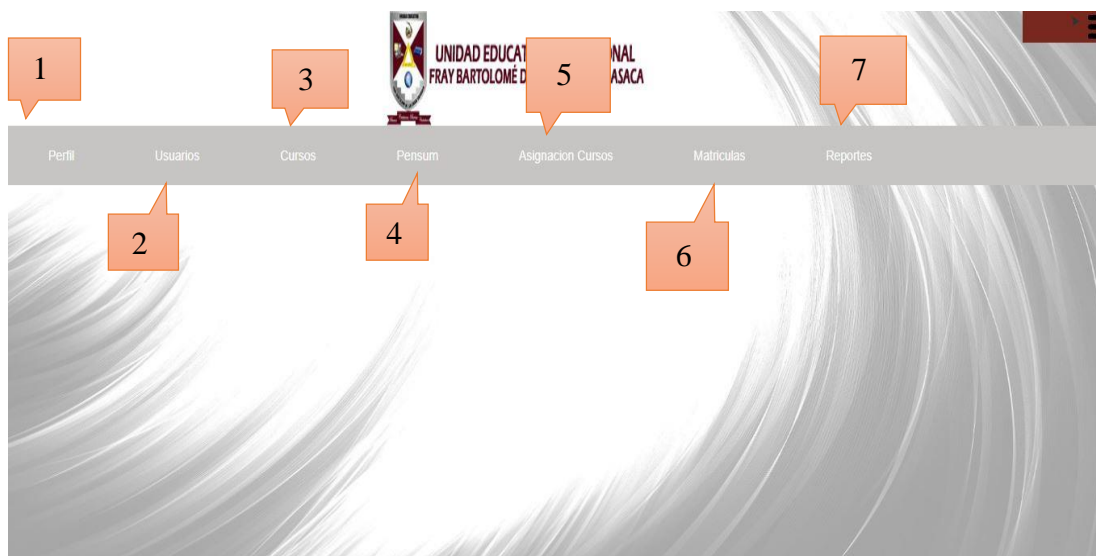 1
3
5
7
UNIDAD EDUCAT NAL
FRAY BARTOLOMÉ D ASACA
Perfil Usuarios Cursos Pensum Asignacion Cursos Matriculas Reportes
2
4
6